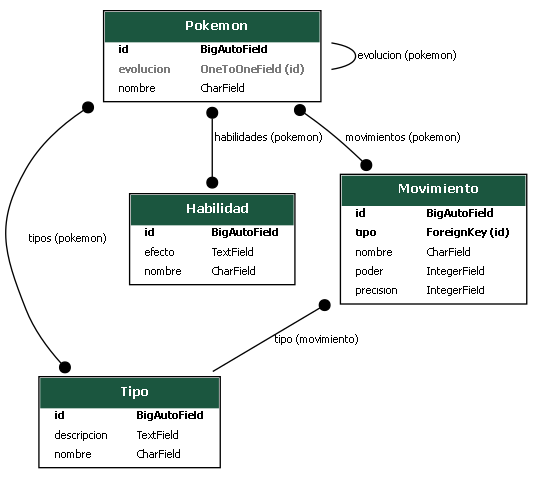 Pokemon
id BigAutoField
evolucion OneToOneField (id)
nombre CharField
evolucion (pokemon)
habilidades (pokemon)
movimientos (pokemon)
tipos (pokemon)
Habilidad
id BigAutoField
efecto TextField
nombre CharField
Movimiento
id BigAutoField
tipo ForeignKey (id)
nombre CharField
poder IntegerField
precision IntegerField
tipo (movimiento)
Tipo
id BigAutoField
descripcion TextField
nombre CharField